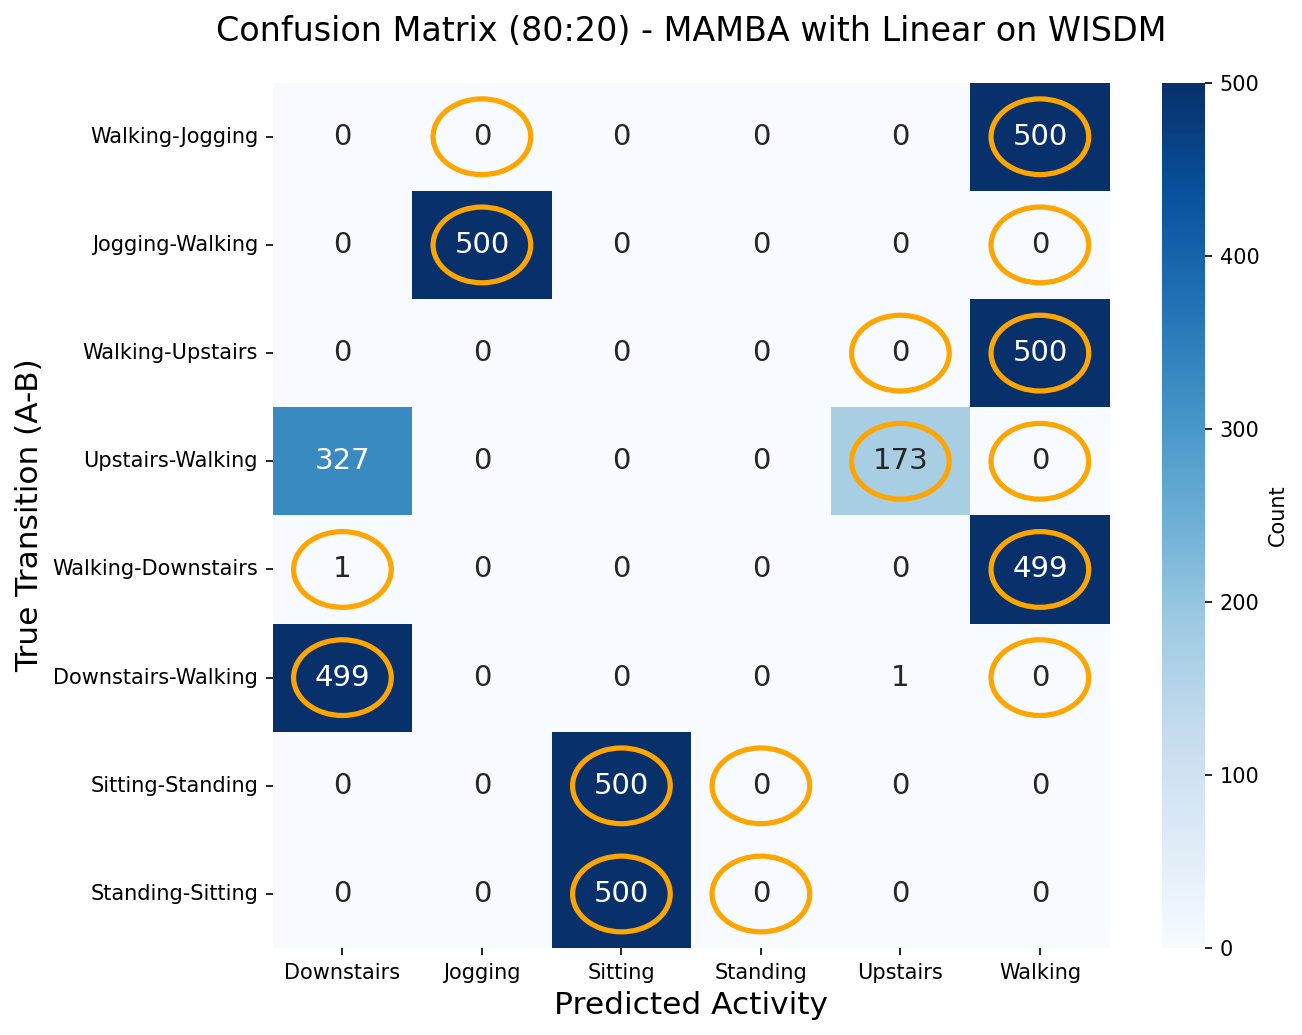 Confusion Matrix (80:20) - MAMBA with Linear on WISDM
True Transition (A-B)
Walking-Jogging 0 0 0 0 0 500
Jogging-Walking 0 500 0 0 0 0
Walking-Upstairs 0 0 0 0 0 500
Upstairs-Walking 327 0 0 0 173 0
Walking-Downstairs 1 0 0 0 0 499
Downstairs-Walking 499 0 0 0 1 0
Sitting-Standing 0 0 500 0 0 0
Standing-Sitting 0 0 500 0 0 0
Downstairs Jogging Sitting Standing Upstairs Walking
Predicted Activity
500
400
300
200
100
0
Count